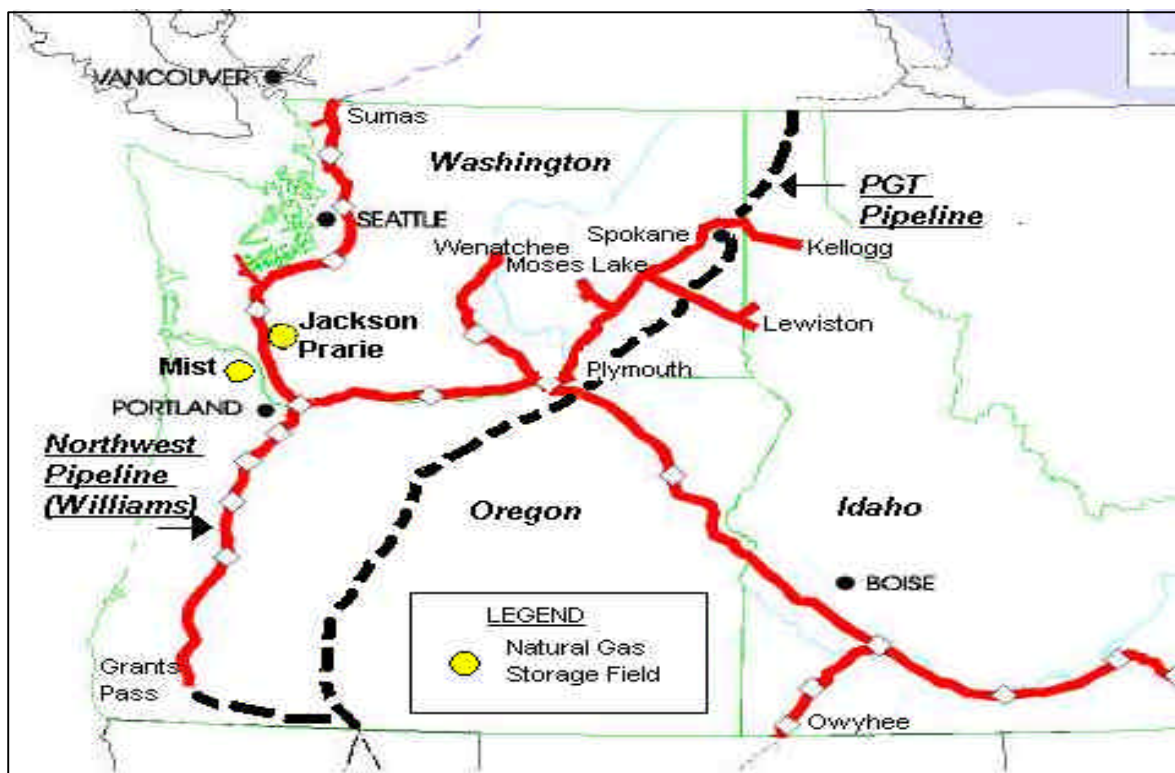 VANCOUVER
Sumas
Washington
PGT
Pipeline
SEATTLE
Spokane
Wenatchee
Kellogg
Moses Lake
Jackson
Prarie
Lewiston
Mist
Plymouth
PORTLAND
Northwest
Pipeline
(Williams)
Oregon
Idaho
BOISE
LEGEND
Natural Gas
Storage Field
Grants
Pass
Owyhee